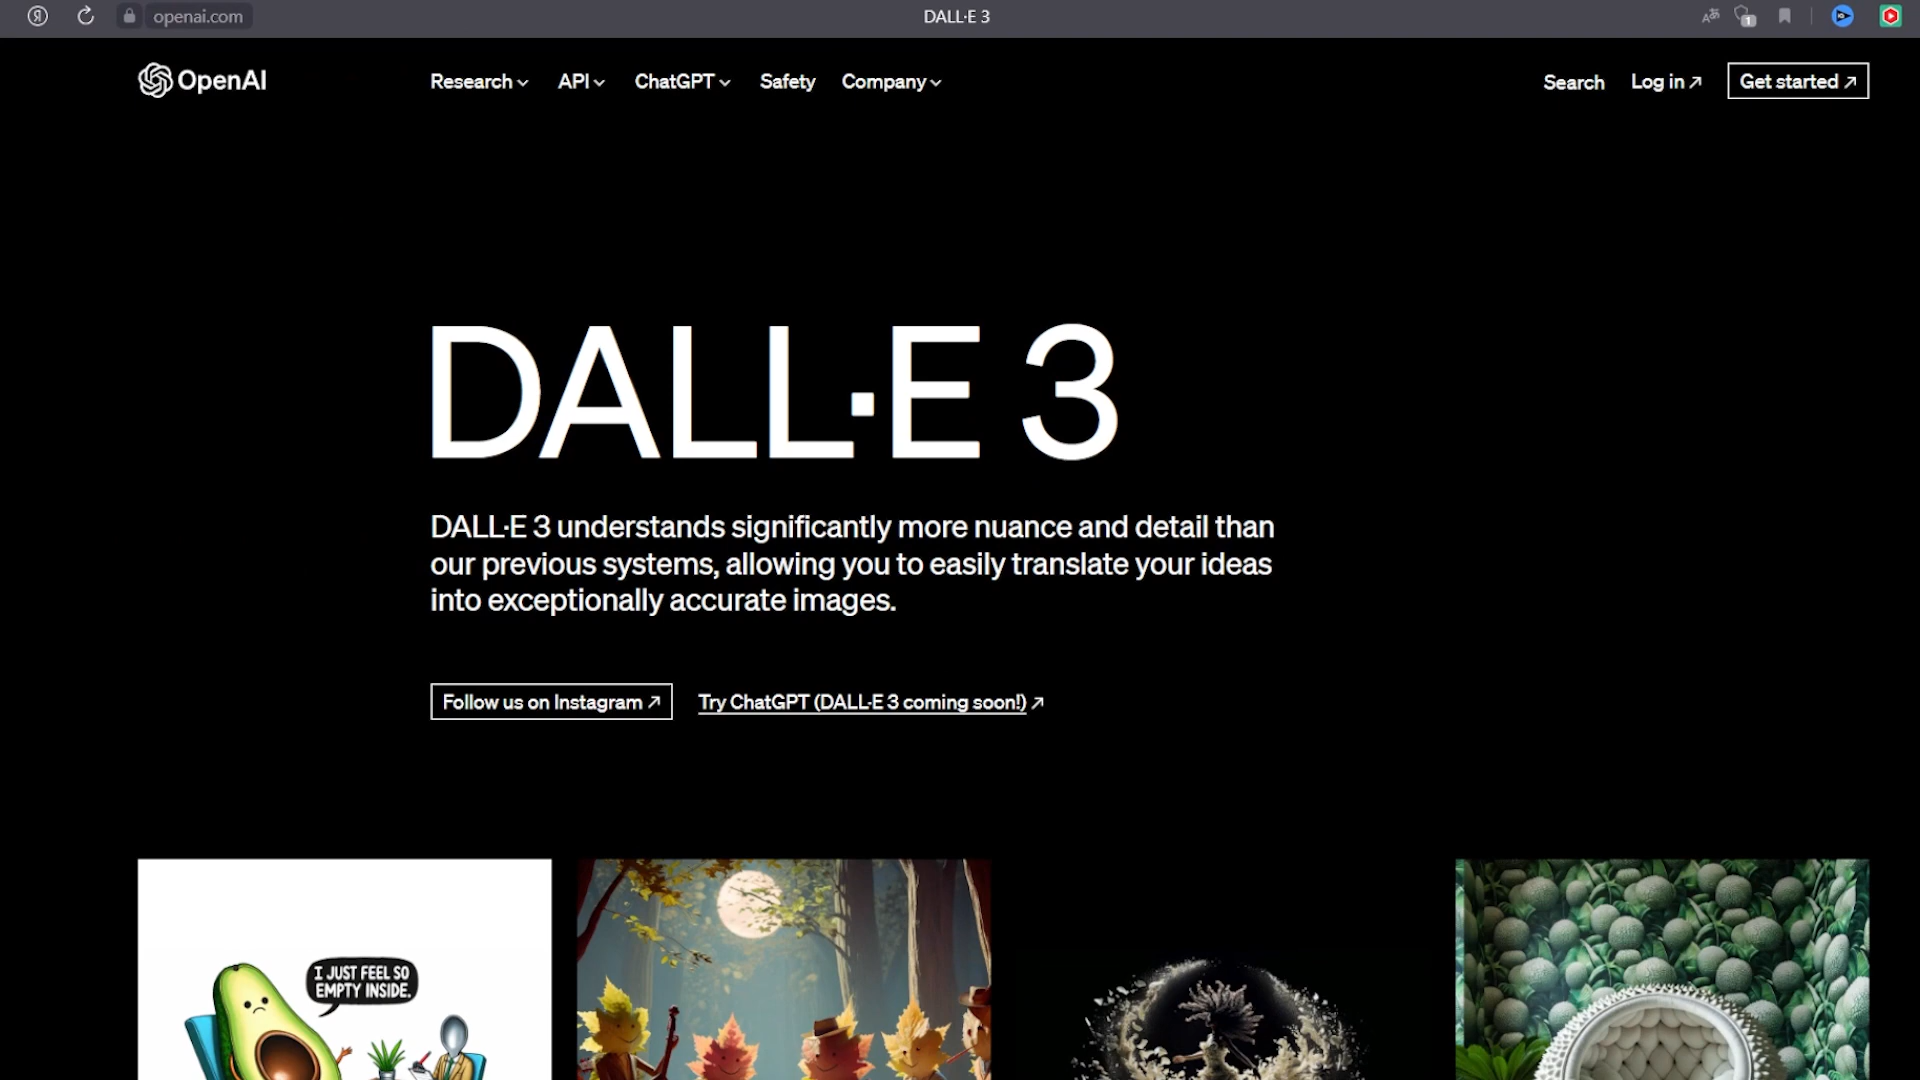 openai.com
DALL·E 3
1
OpenAI
Research
API
ChatGPT
Safety
Company
Search
Log in ↗
Get started ↗
DALL·E 3
DALL·E 3 understands significantly more nuance and detail than
our previous systems, allowing you to easily translate your ideas
into exceptionally accurate images.
Follow us on Instagram ↗
Try ChatGPT (DALL·E 3 coming soon!) ↗
I JUST FEEL SO
EMPTY INSIDE.